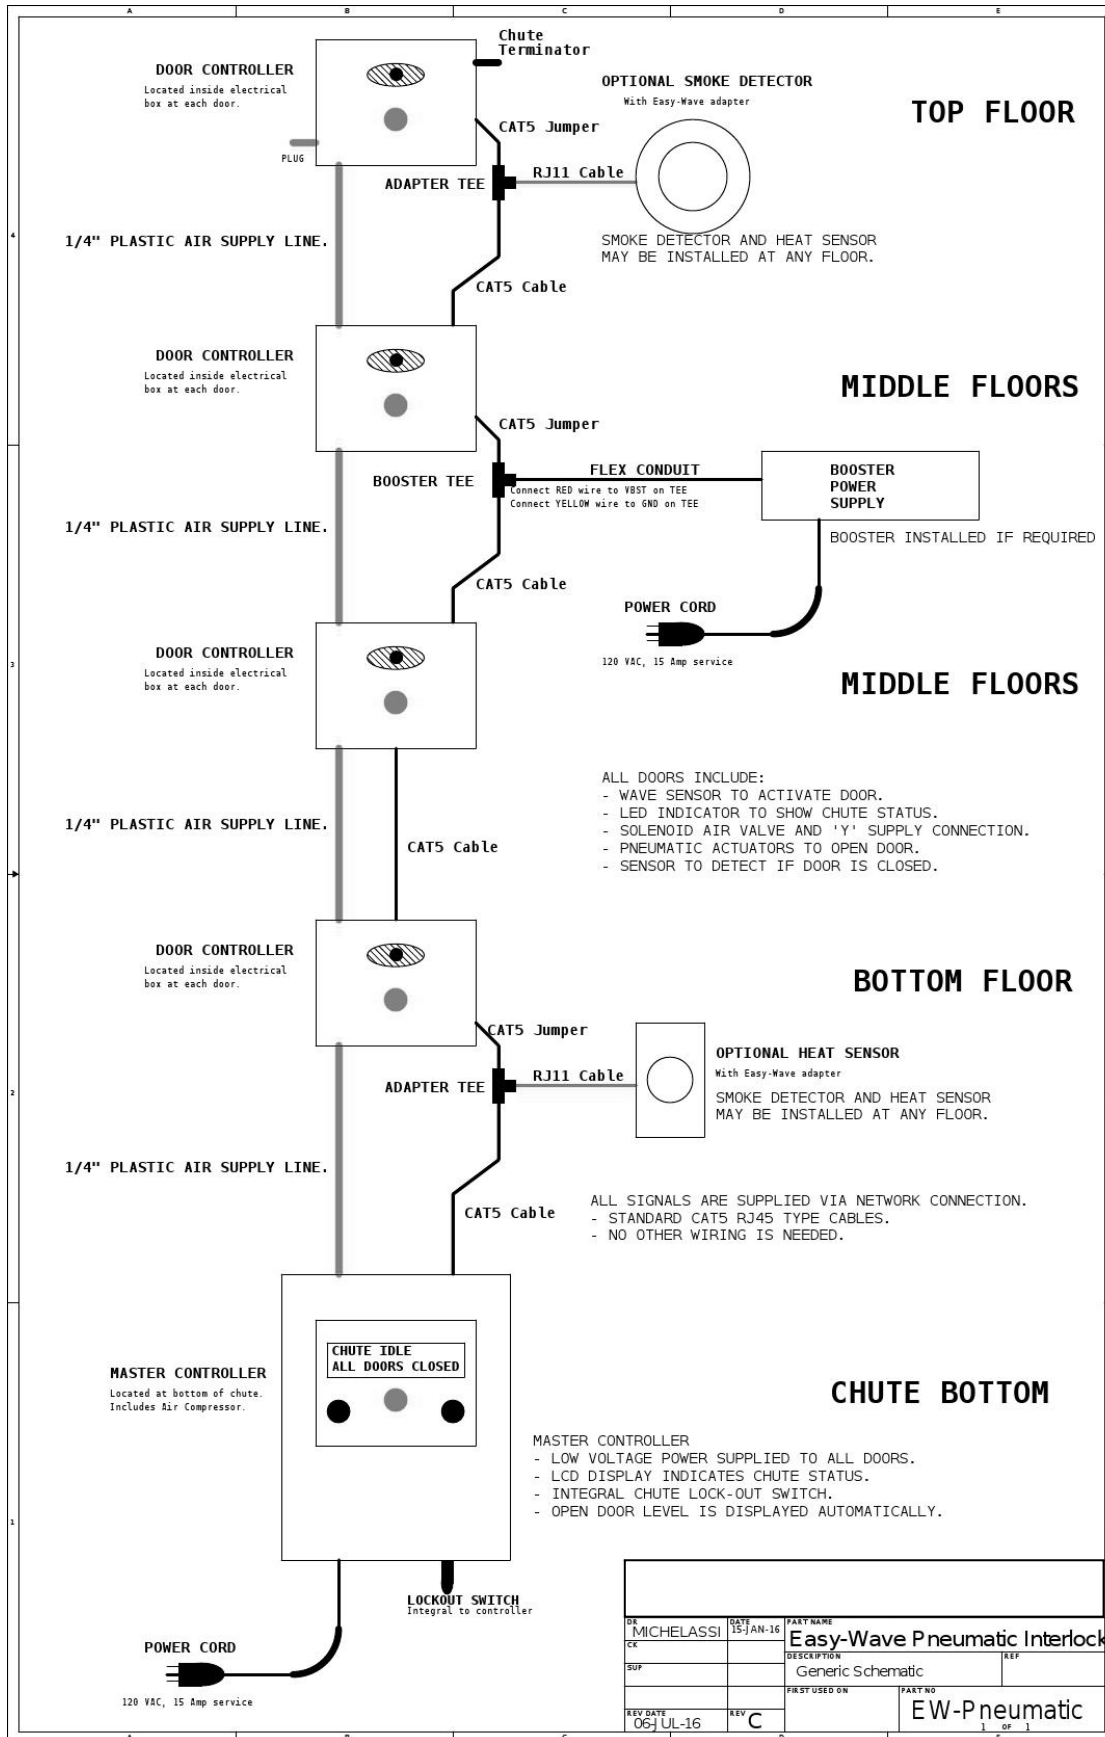 A B C D E
Chute
Terminator
DOOR CONTROLLER
Located inside electrical
box at each door.
OPTIONAL SMOKE DETECTOR
With Easy-Wave adapter
TOP FLOOR
CAT5 Jumper
PLUG
RJ11 Cable
ADAPTER TEE
4
1/4" PLASTIC AIR SUPPLY LINE.
SMOKE DETECTOR AND HEAT SENSOR
MAY BE INSTALLED AT ANY FLOOR.
CAT5 Cable
DOOR CONTROLLER
Located inside electrical
box at each door.
MIDDLE FLOORS
CAT5 Jumper
BOOSTER TEE
FLEX CONDUIT
Connect RED wire to VBST on TEE
Connect YELLOW wire to GND on TEE
BOOSTER
POWER
SUPPLY
1/4" PLASTIC AIR SUPPLY LINE.
BOOSTER INSTALLED IF REQUIRED
CAT5 Cable
POWER CORD
120 VAC, 15 Amp service
DOOR CONTROLLER
Located inside electrical
box at each door.
3
MIDDLE FLOORS
ALL DOORS INCLUDE:
- WAVE SENSOR TO ACTIVATE DOOR.
- LED INDICATOR TO SHOW CHUTE STATUS.
- SOLENOID AIR VALVE AND 'Y' SUPPLY CONNECTION.
- PNEUMATIC ACTUATORS TO OPEN DOOR.
- SENSOR TO DETECT IF DOOR IS CLOSED.
1/4" PLASTIC AIR SUPPLY LINE.
CAT5 Cable
DOOR CONTROLLER
Located inside electrical
box at each door.
BOTTOM FLOOR
CAT5 Jumper
OPTIONAL HEAT SENSOR
With Easy-Wave adapter
RJ11 Cable
ADAPTER TEE
2
SMOKE DETECTOR AND HEAT SENSOR
MAY BE INSTALLED AT ANY FLOOR.
1/4" PLASTIC AIR SUPPLY LINE.
CAT5 Cable
ALL SIGNALS ARE SUPPLIED VIA NETWORK CONNECTION.
- STANDARD CAT5 RJ45 TYPE CABLES.
- NO OTHER WIRING IS NEEDED.
CHUTE IDLE
ALL DOORS CLOSED
MASTER CONTROLLER
Located at bottom of chute.
Includes Air Compressor.
CHUTE BOTTOM
MASTER CONTROLLER
- LOW VOLTAGE POWER SUPPLIED TO ALL DOORS.
- LCD DISPLAY INDICATES CHUTE STATUS.
- INTEGRAL CHUTE LOCK-OUT SWITCH.
- OPEN DOOR LEVEL IS DISPLAYED AUTOMATICALLY.
1
LOCKOUT SWITCH
Integral to controller
POWER CORD
120 VAC, 15 Amp service
DR
MICHELASSI
DATE
15-JAN-16
PART NAME
Easy-Wave Pneumatic Interlock
CK
SUP
DESCRIPTION
Generic Schematic
REF
FIRST USED ON
PART NO
EW-Pneumatic
REV DATE
06-JUL-16
REV
C
1 OF 1